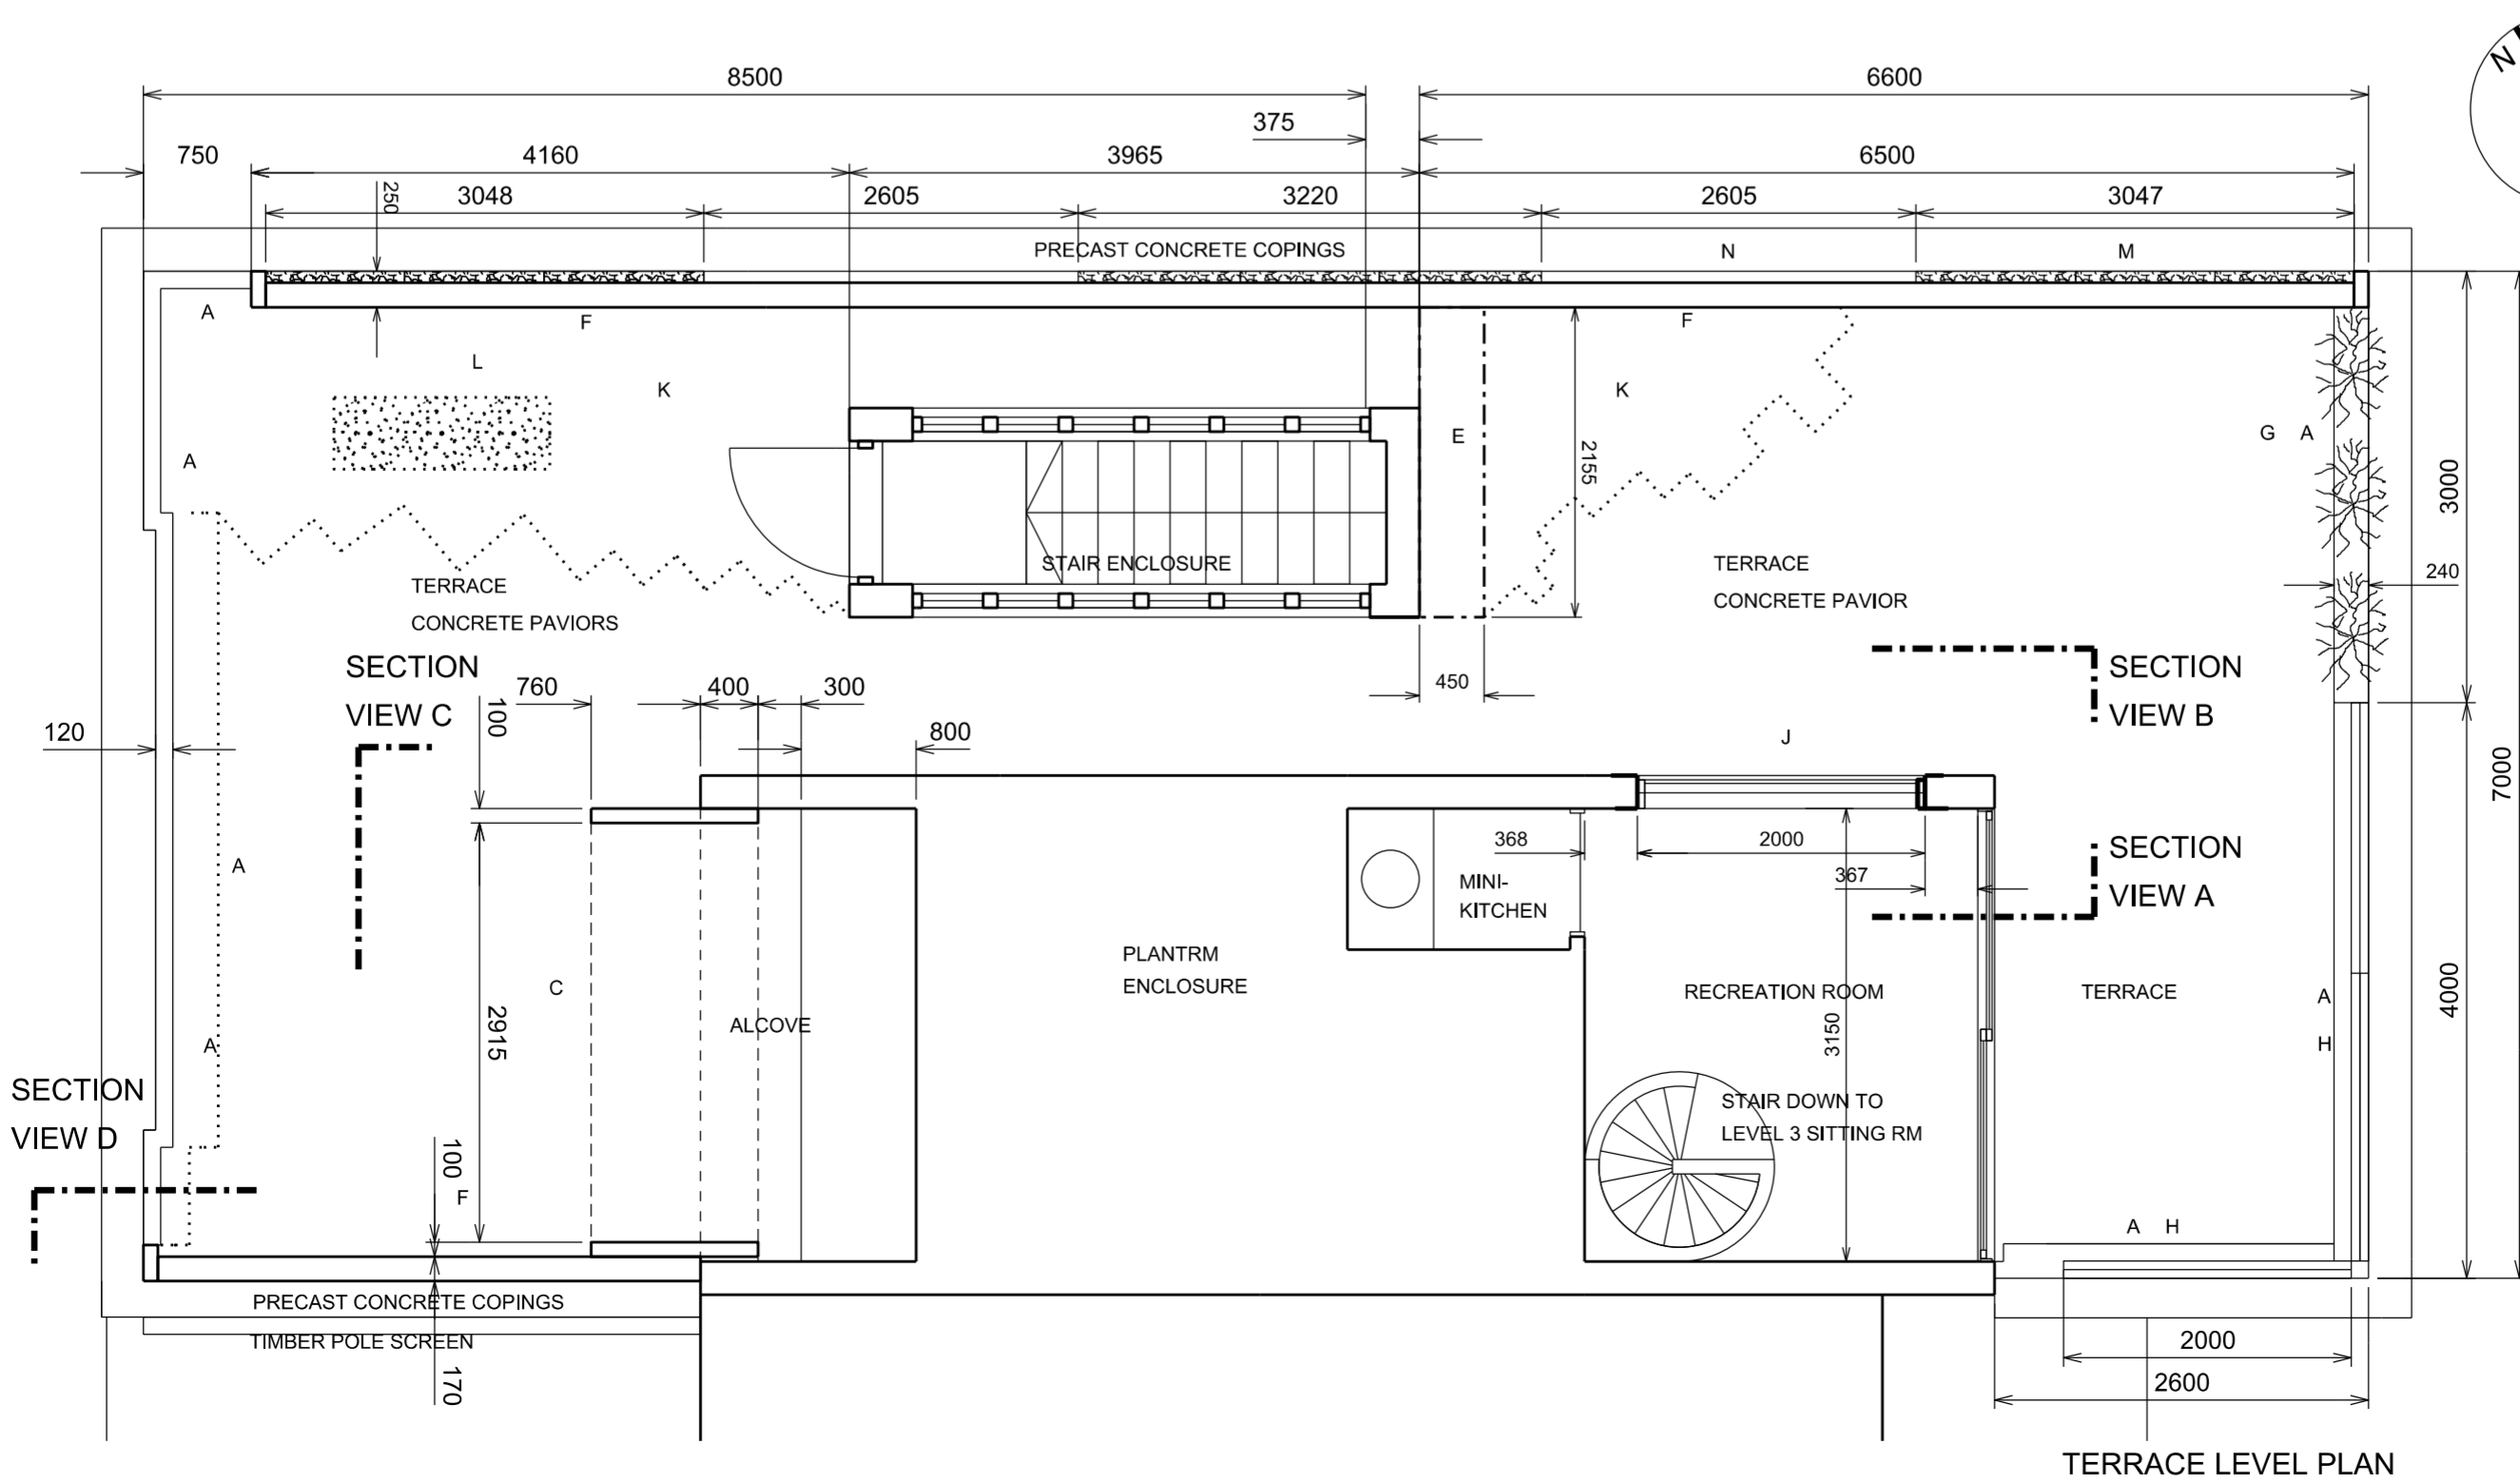 N
8500
6600
375
750
4160
3965
6500
250
3048
2605
3220
2605
3047
PRECAST CONCRETE COPINGS
N
M
A
F
F
L
K
K
A
E
2155
G A
3000
STAIR ENCLOSURE
TERRACE
CONCRETE PAVIORS
TERRACE
CONCRETE PAVIOR
240
SECTION
VIEW C
760
400
300
450
SECTION
VIEW B
100
120
800
J
7000
368
2000
367
SECTION
VIEW A
MINI-
KITCHEN
A
PLANTRM
ENCLOSURE
C
2915
ALCOVE
RECREATION ROOM
3150
TERRACE
A
H
4000
A
SECTION
VIEW D
STAIR DOWN TO
LEVEL 3 SITTING RM
100
F
A H
PRECAST CONCRETE COPINGS
TIMBER POLE SCREEN
170
2000
2600
TERRACE LEVEL PLAN